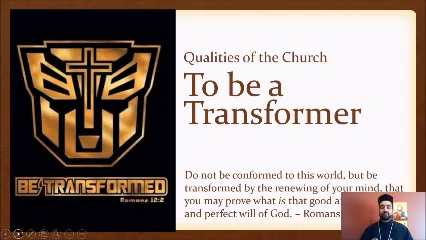 Qualities of the Church
To be a
Transformer
BE TRANSFORMED
Romans 12:2
Do not be conformed to this world, but be
transformed by the renewing of your mind, that
you may prove what is that good a
and perfect will of God. – Romans